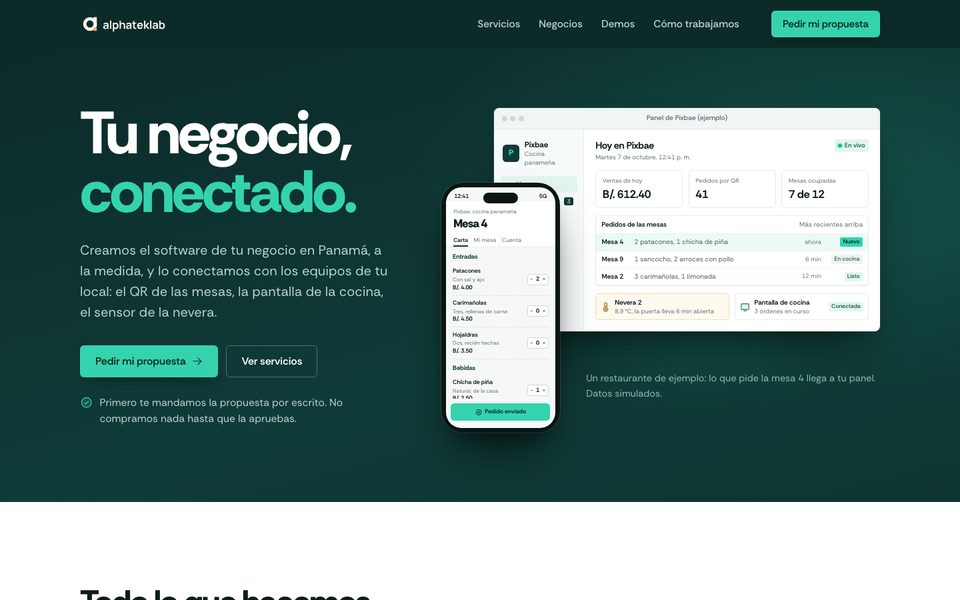 alphateklab
Servicios
Negocios
Demos
Cómo trabajamos
Pedir mi propuesta
Tu negocio,
conectado.
Creamos el software de tu negocio en Panamá, a
la medida, y lo conectamos con los equipos de tu
local: el QR de las mesas, la pantalla de la cocina,
el sensor de la nevera.
Pedir mi propuesta
Ver servicios
Primero te mandamos la propuesta por escrito. No
compramos nada hasta que la apruebas.
Panel de Pixbae (ejemplo)
P
Pixbae
Cocina
panameña
3
Hoy en Pixbae
Martes 7 de octubre, 12:41 p. m.
En vivo
Ventas de hoy
B/. 612.40
Pedidos por QR
41
Mesas ocupadas
7 de 12
Pedidos de las mesas
Más recientes arriba
Mesa 4 2 patacones, 1 chicha de piña ahora Nuevo
Mesa 9 1 sancocho, 2 arroces con pollo 6 min En cocina
Mesa 2 3 carimañolas, 1 limonada 12 min Listo
Nevera 2
8.9 °C, la puerta lleva 6 min abierta
Pantalla de cocina
3 órdenes en curso
Conectada
12:41
5G
Pixbae, cocina panameña
Mesa 4
Carta Mi mesa Cuenta
Entradas
Patacones
Con sal y ajo
B/. 4.00
- 2 +
Carimañolas
Tres, rellenas de carne
B/. 4.50
- 0 +
Hojaldras
Dos, recién hechas
B/. 3.50
- 0 +
Bebidas
Chicha de piña
Natural, de la casa
B/. 2.50
- 1 +
Pedido enviado
Un restaurante de ejemplo: lo que pide la mesa 4 llega a tu panel.
Datos simulados.
Todo lo que hacemos